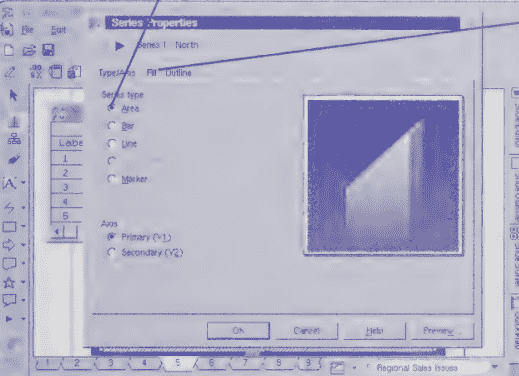 Series Properties
File Edit
Series 1 North
Type/Axis Fill Outline
Series type
Area
Bar
Line
Marker
Labe
1
2
3
4
5
Axis
Primary (Y1)
Secondary (Y2)
OK Cancel Help Preview
1 2 3 4 5 6 7 8 9 Regional Sales Issues